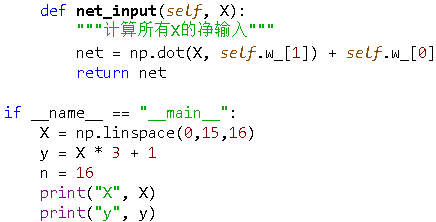 def net_input(self, X):
"""计算所有X的净输入"""
net = np.dot(X, self.w_[1]) + self.w_[0]
return net
if __name__ == "__main__":
X = np.linspace(0,15,16)
y = X * 3 + 1
n = 16
print("X", X)
print("y", y)